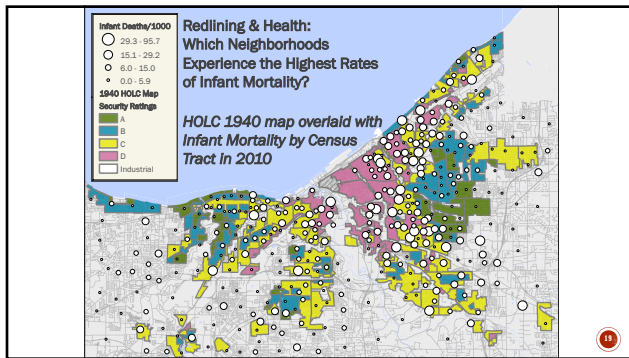 Infant Deaths/1000
29.3 - 95.7
15.1 - 29.2
6.0 - 15.0
0.0 - 5.9
1940 HOLC Map
Security Ratings
A
B
C
D
Industrial
Redlining & Health:
Which Neighborhoods
Experience the Highest Rates
of Infant Mortality?
HOLC 1940 map overlaid with
Infant Mortality by Census
Tract in 2010
19